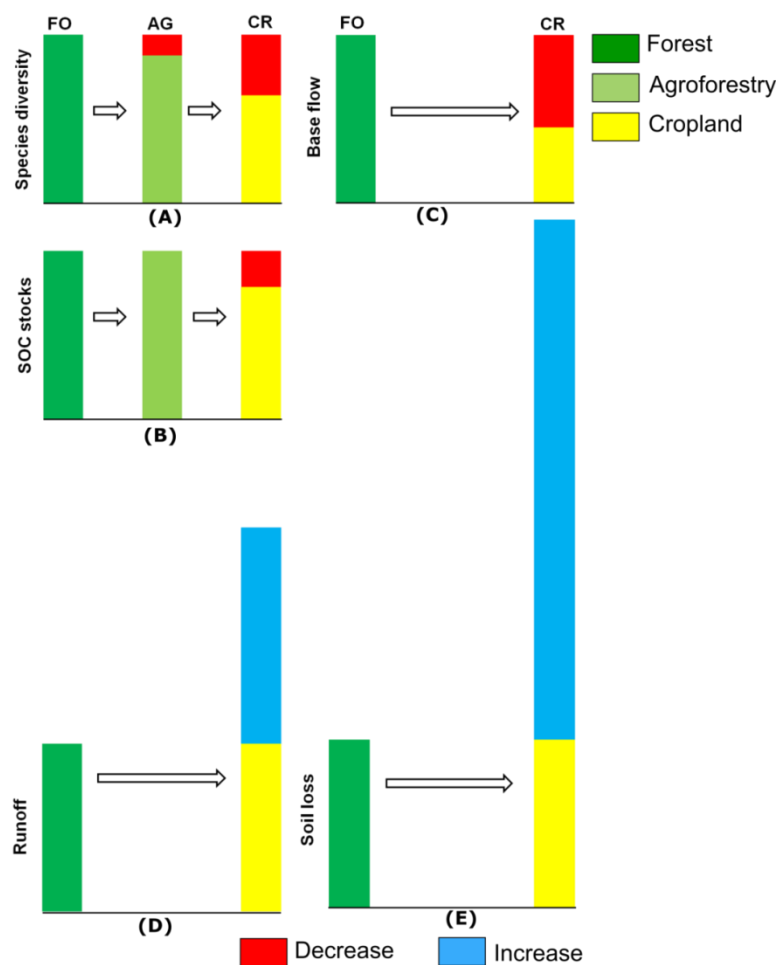 FO AG CR
Species diversity
(A)
FO CR
Base flow
(C)
Forest
Agroforestry
Cropland
SOC stocks
(B)
Runoff
(D)
Soil loss
(E)
Decrease
Increase